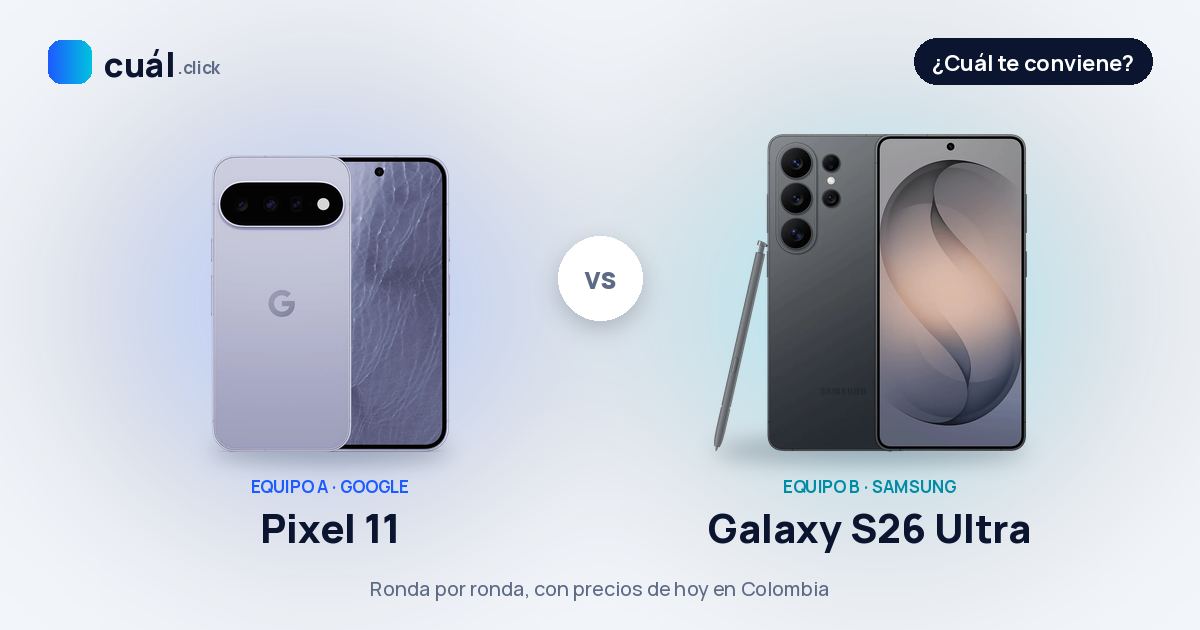 cuál.click
¿Cuál te conviene?
G
SAMSUNG
vs
EQUIPO A · GOOGLE
EQUIPO B · SAMSUNG
Pixel 11
Galaxy S26 Ultra
Ronda por ronda, con precios de hoy en Colombia